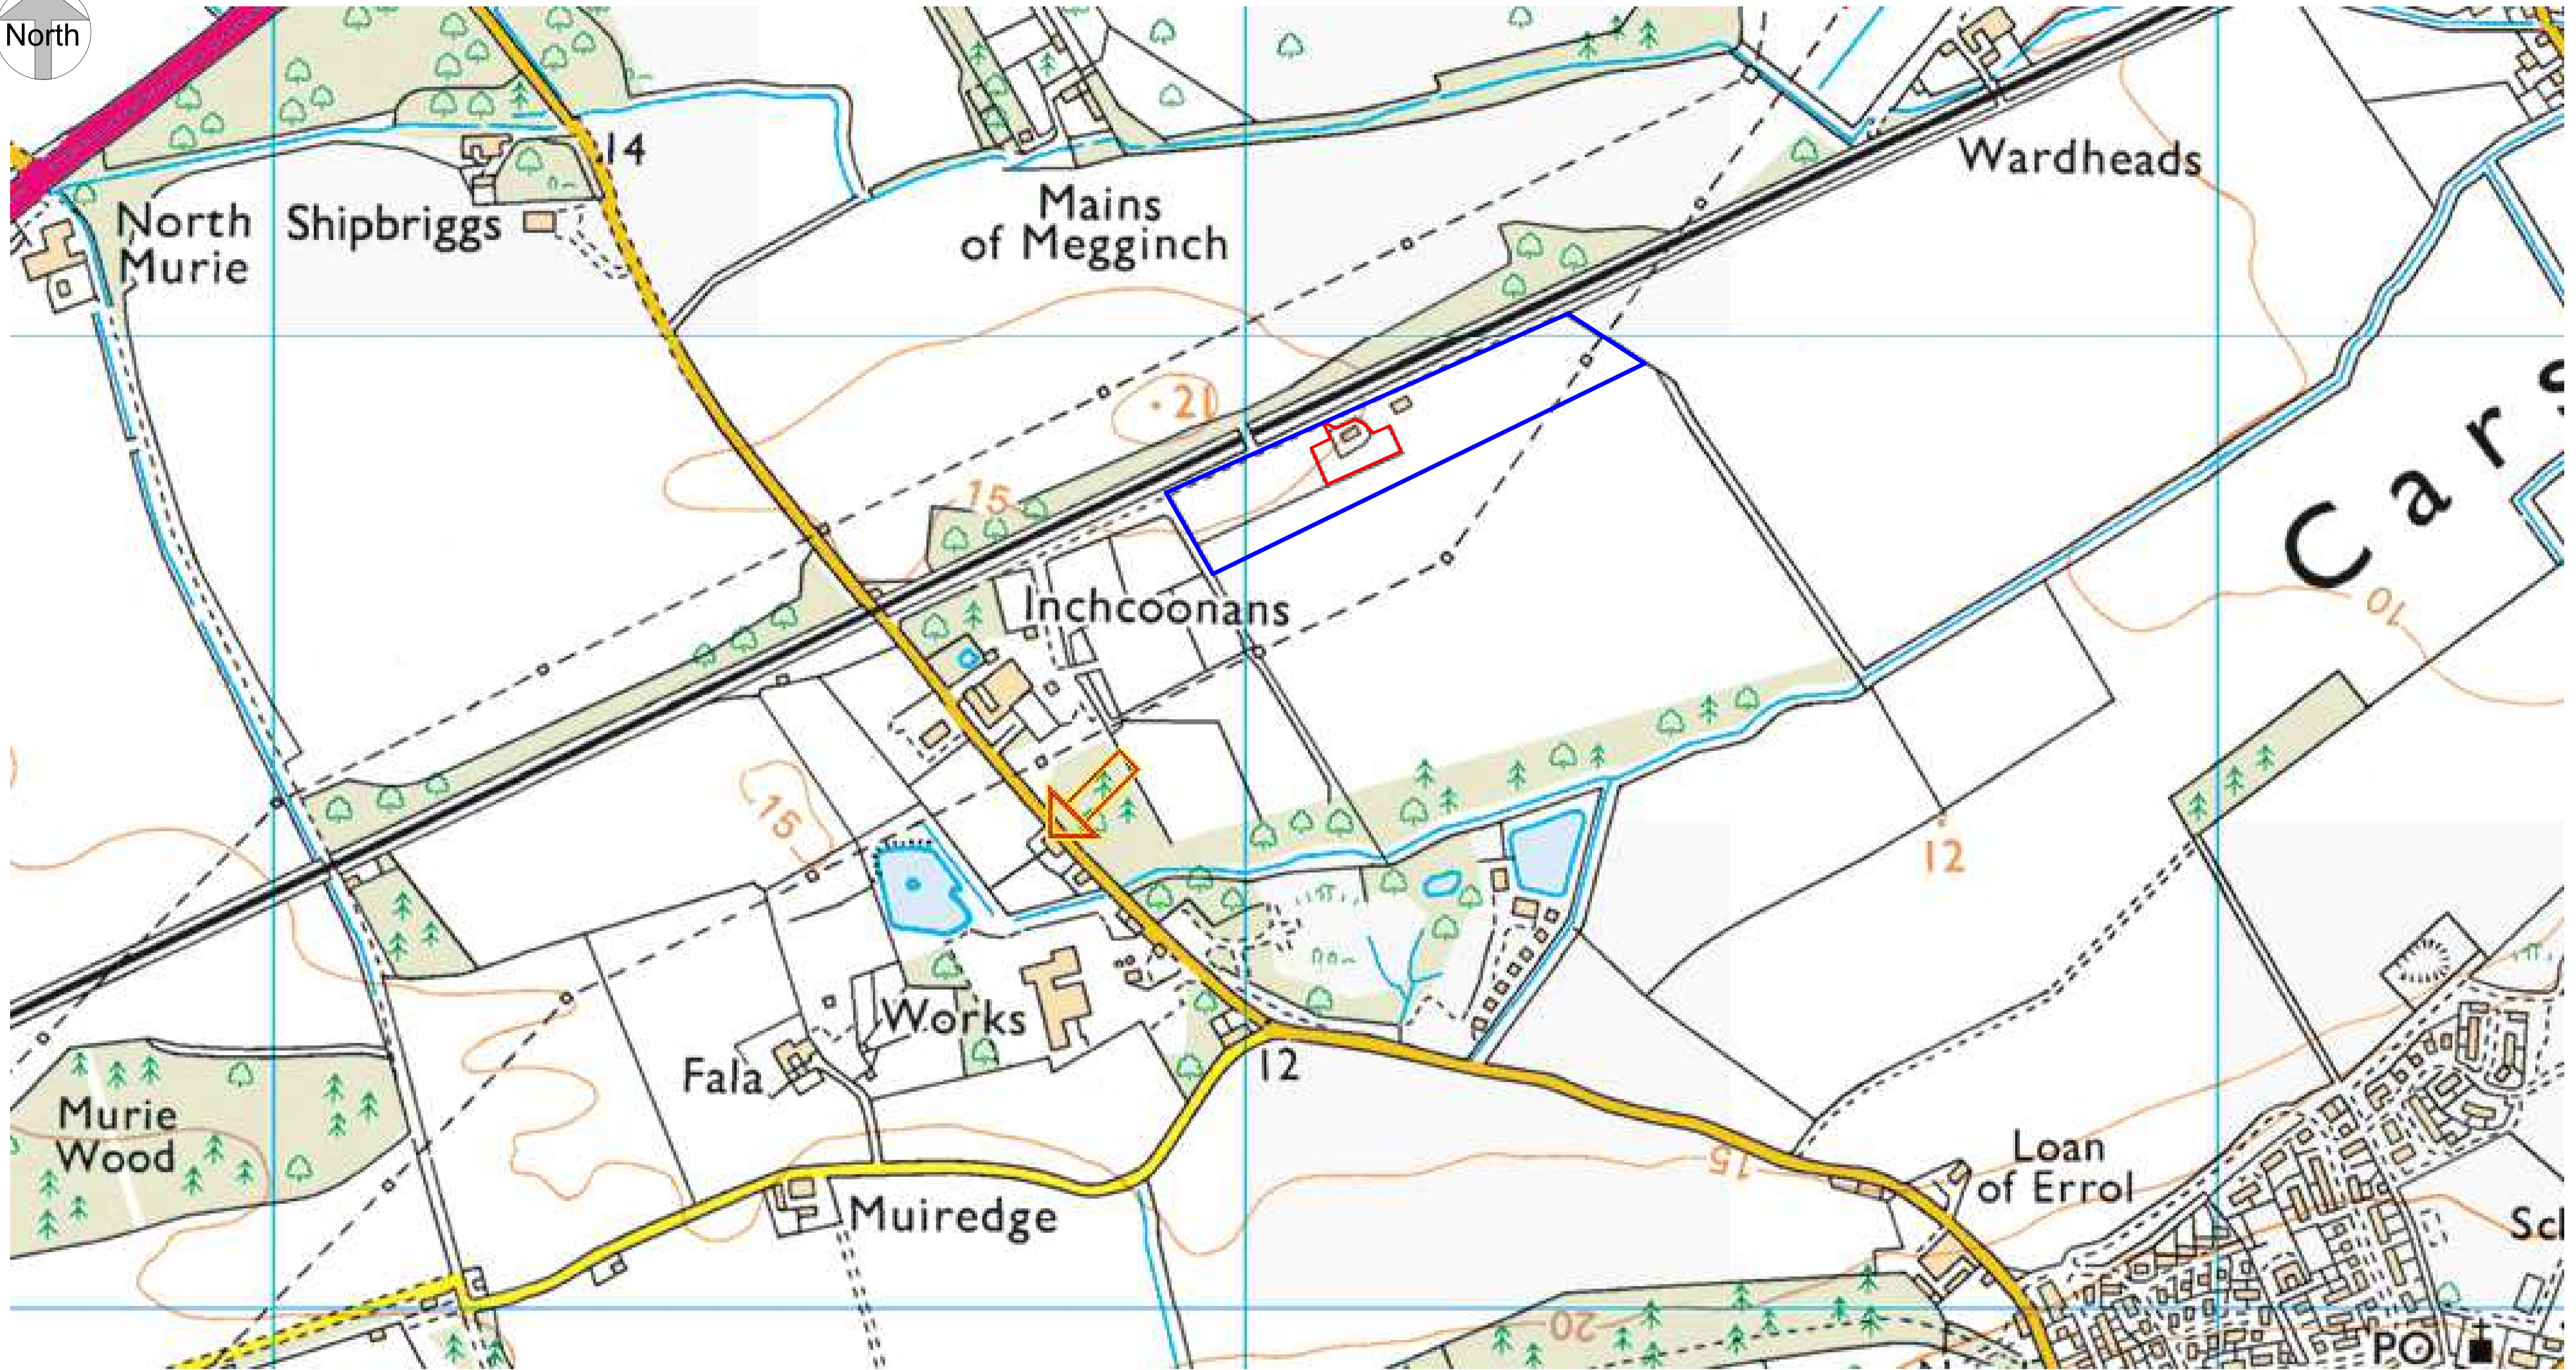 North
14
North
Murie
Shipbriggs
Mains
of Megginch
Wardheads
21
15
Inchcoonans
Cars
10
15
12
Works
Fala
12
Murie
Wood
Muiredge
15
Loan
of Errol
Scl
20
PO